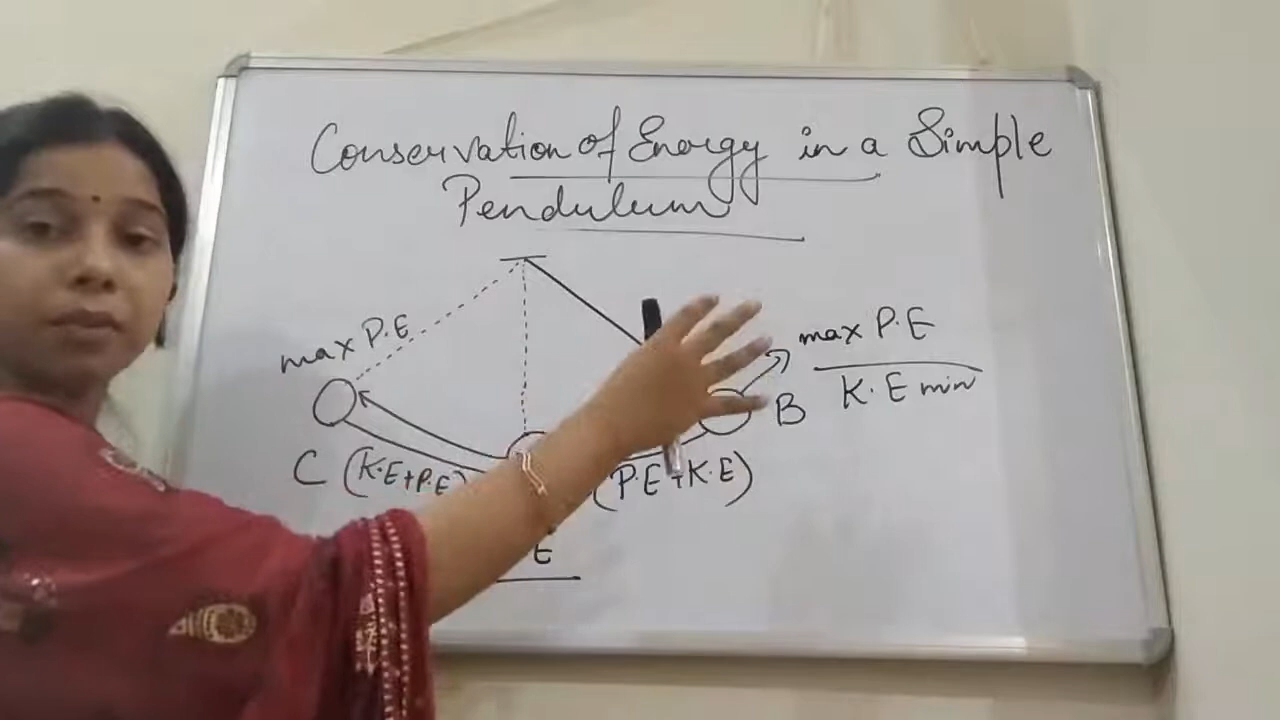 Conservation of Energy in a Simple
Pendulum
max P.E
max P.E
K.E min
B
C (K.E+P.E)
(P.E+K.E)
E